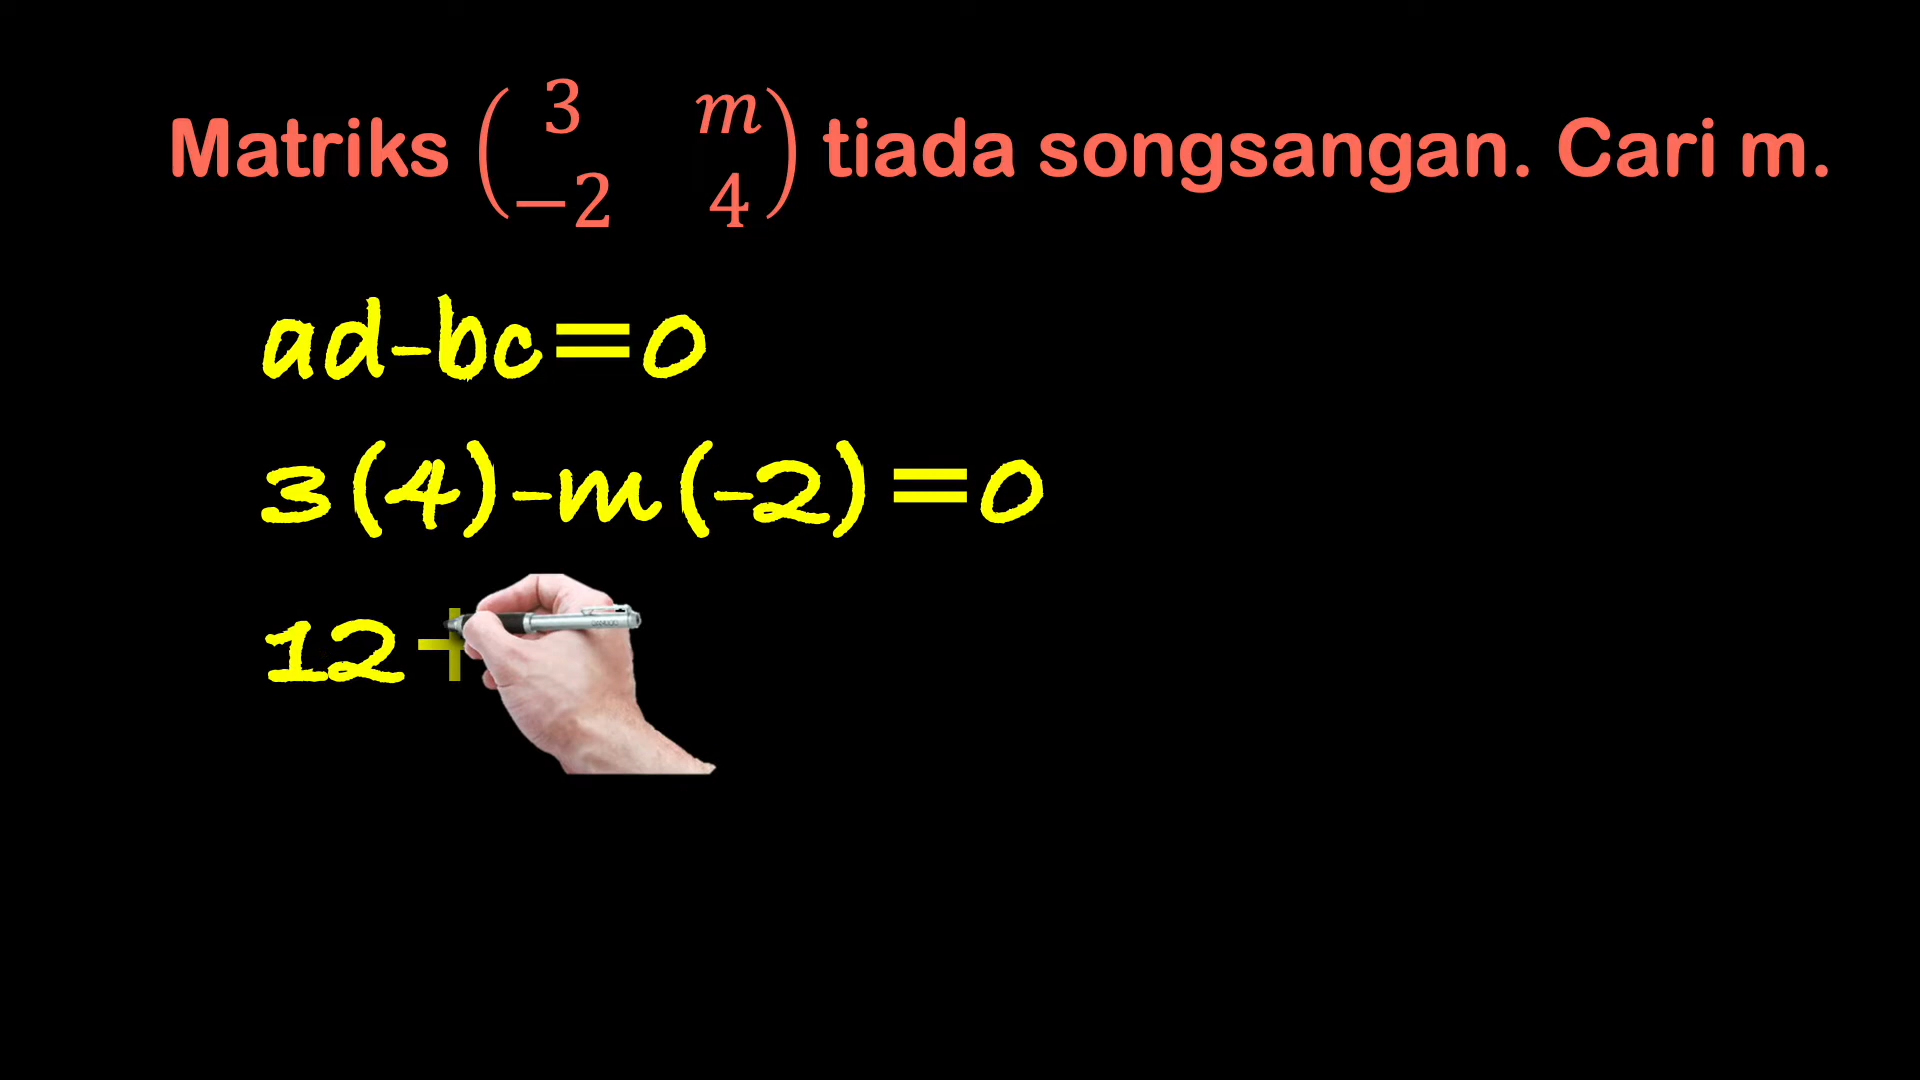 Matriks (3 m −2 4) tiada songsangan. Cari m.
ad-bc=0
3(4)-m(-2)=0
12+